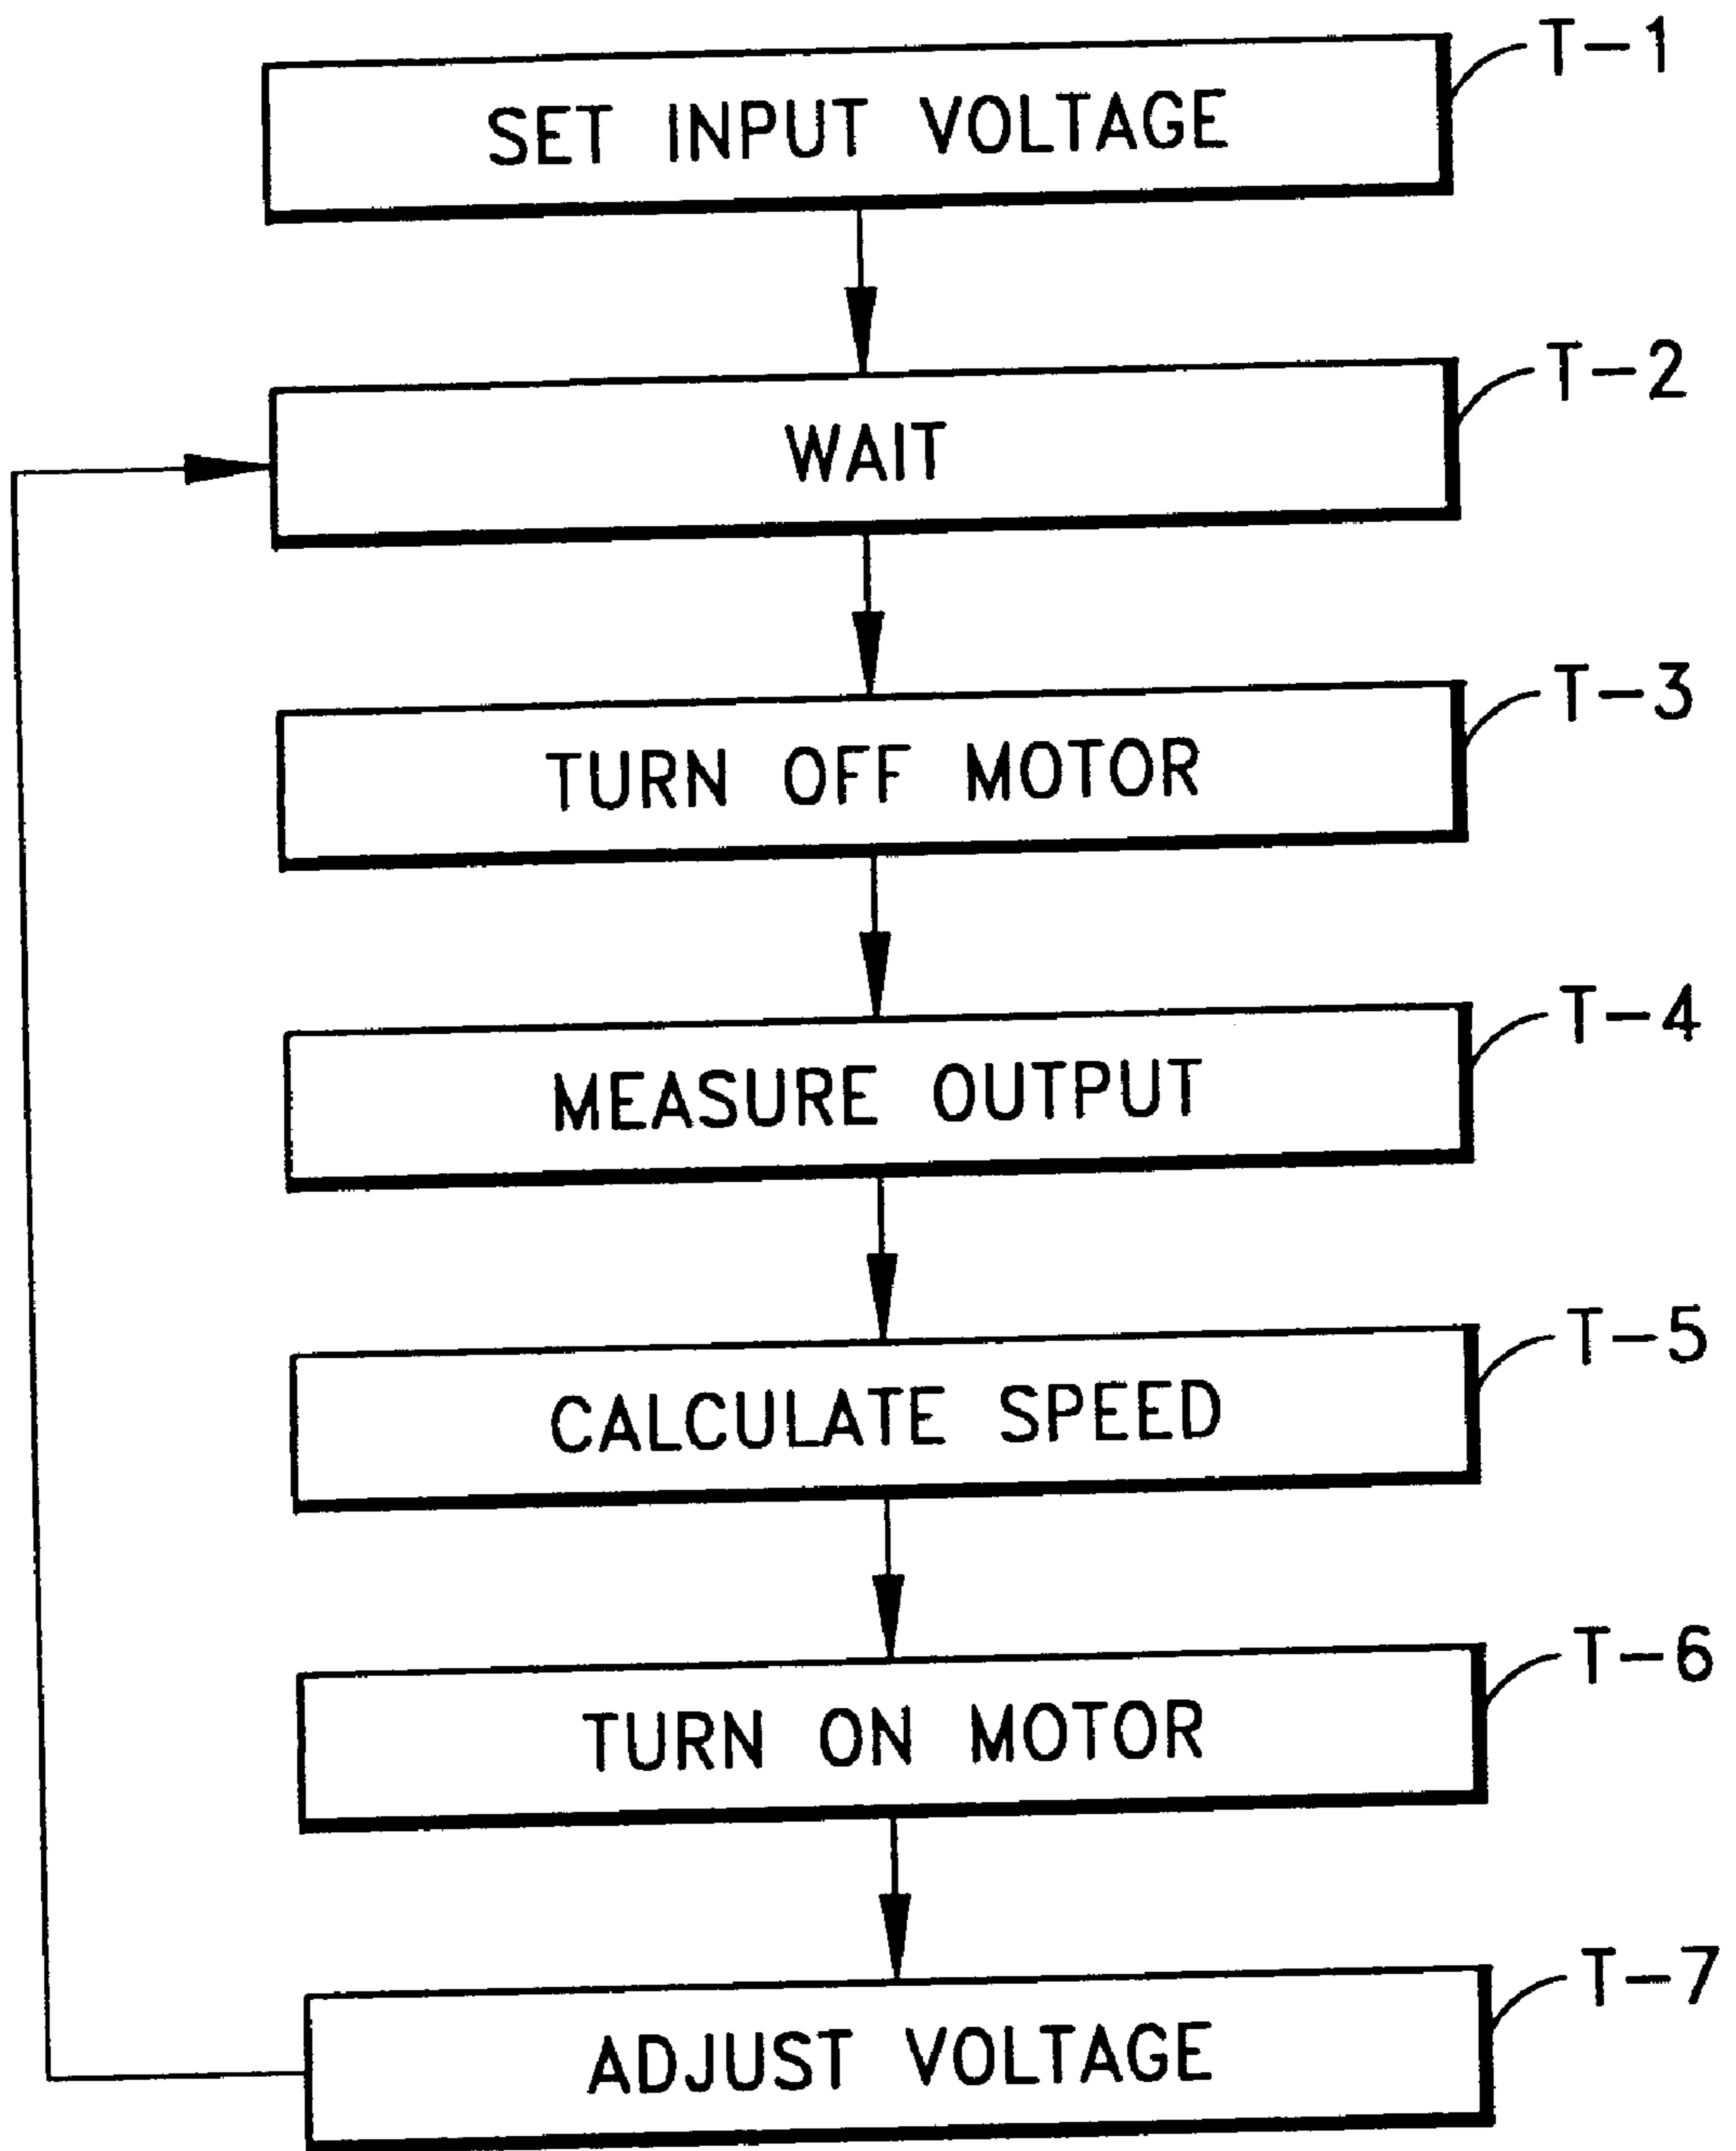 T-1
SET INPUT VOLTAGE
T-2
WAIT
T-3
TURN OFF MOTOR
T-4
MEASURE OUTPUT
T-5
CALCULATE SPEED
T-6
TURN ON MOTOR
T-7
ADJUST VOLTAGE